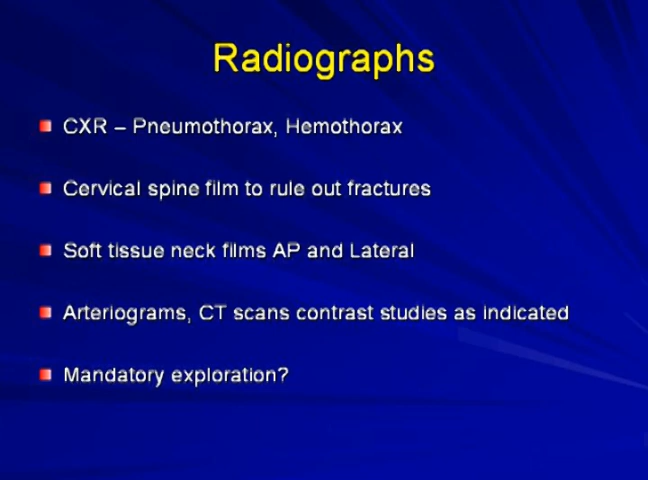 Radiographs
CXR – Pneumothorax, Hemothorax
Cervical spine film to rule out fractures
Soft tissue neck films AP and Lateral
Arteriograms, CT scans contrast studies as indicated
Mandatory exploration?